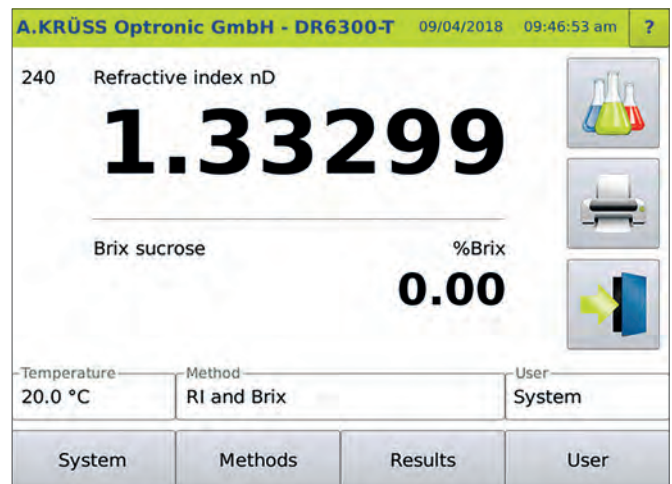 A.KRÜSS Optronic GmbH - DR6300-T 09/04/2018 09:46:53 am ?
240 Refractive index nD
1.33299
Brix sucrose %Brix
0.00
Temperature Method User
20.0 °C RI and Brix System
System Methods Results User